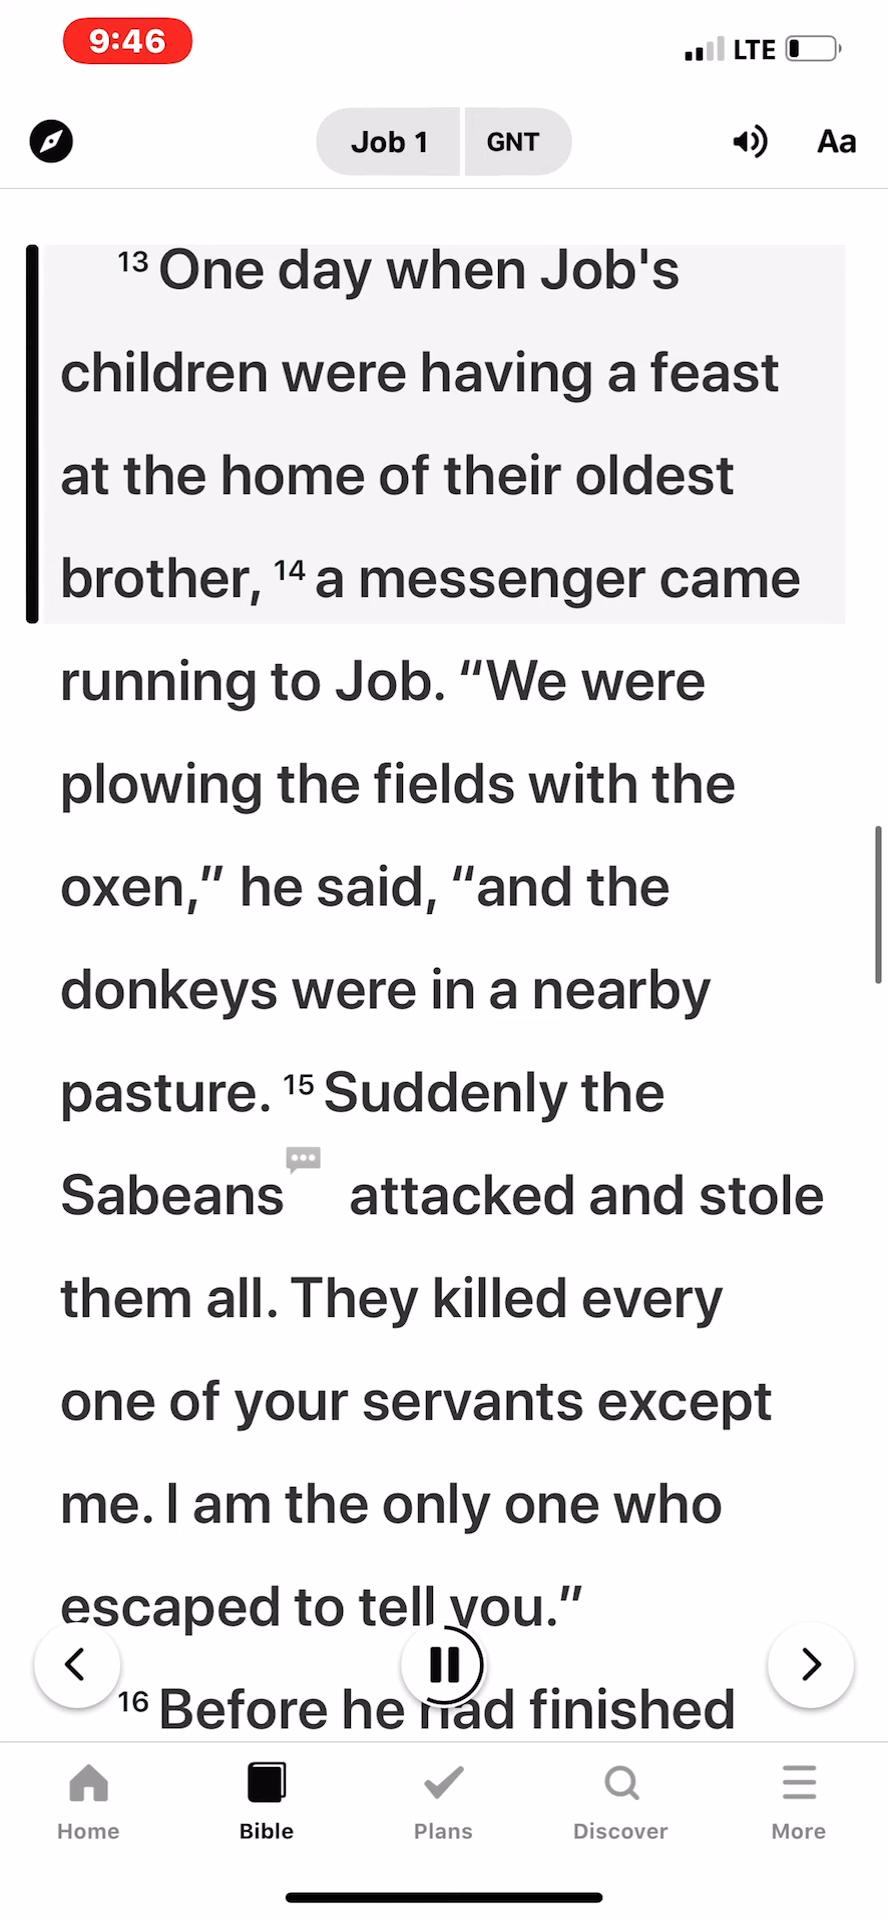 9:46
LTE
Job 1 GNT Aa
13 One day when Job's
children were having a feast
at the home of their oldest
brother, 14 a messenger came
running to Job. “We were
plowing the fields with the
oxen,” he said, “and the
donkeys were in a nearby
pasture. 15 Suddenly the
Sabeans attacked and stole
them all. They killed every
one of your servants except
me. I am the only one who
escaped to tell you.”
16 Before he had finished
Home Bible Plans Discover More